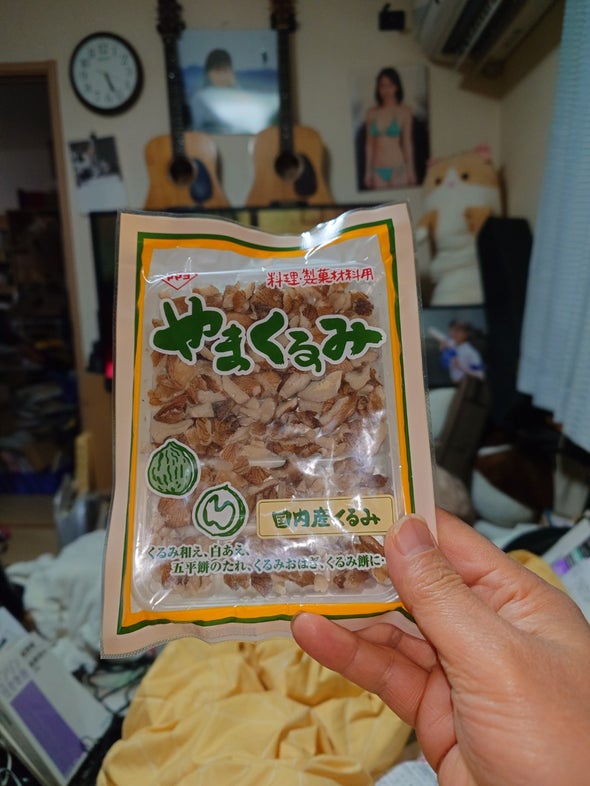 料理・製菓材料用
やまくるみ
国内産くるみ
くるみ和え、白あえ、
五平餅のたれ、くるみおはぎ、くるみ餅に…